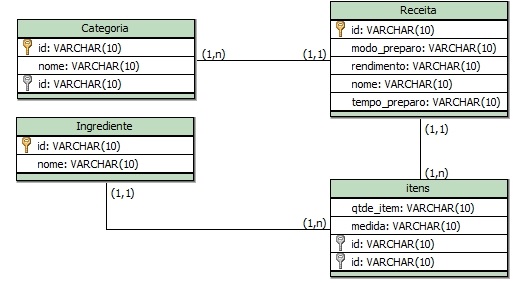 Categoria
id: VARCHAR(10)
nome: VARCHAR(10)
id: VARCHAR(10)
(1,n)
(1,1)
Receita
id: VARCHAR(10)
modo_preparo: VARCHAR(10)
rendimento: VARCHAR(10)
nome: VARCHAR(10)
tempo_preparo: VARCHAR(10)
Ingrediente
id: VARCHAR(10)
nome: VARCHAR(10)
(1,1)
(1,n)
(1,1)
(1,n)
itens
qtde_item: VARCHAR(10)
medida: VARCHAR(10)
id: VARCHAR(10)
id: VARCHAR(10)